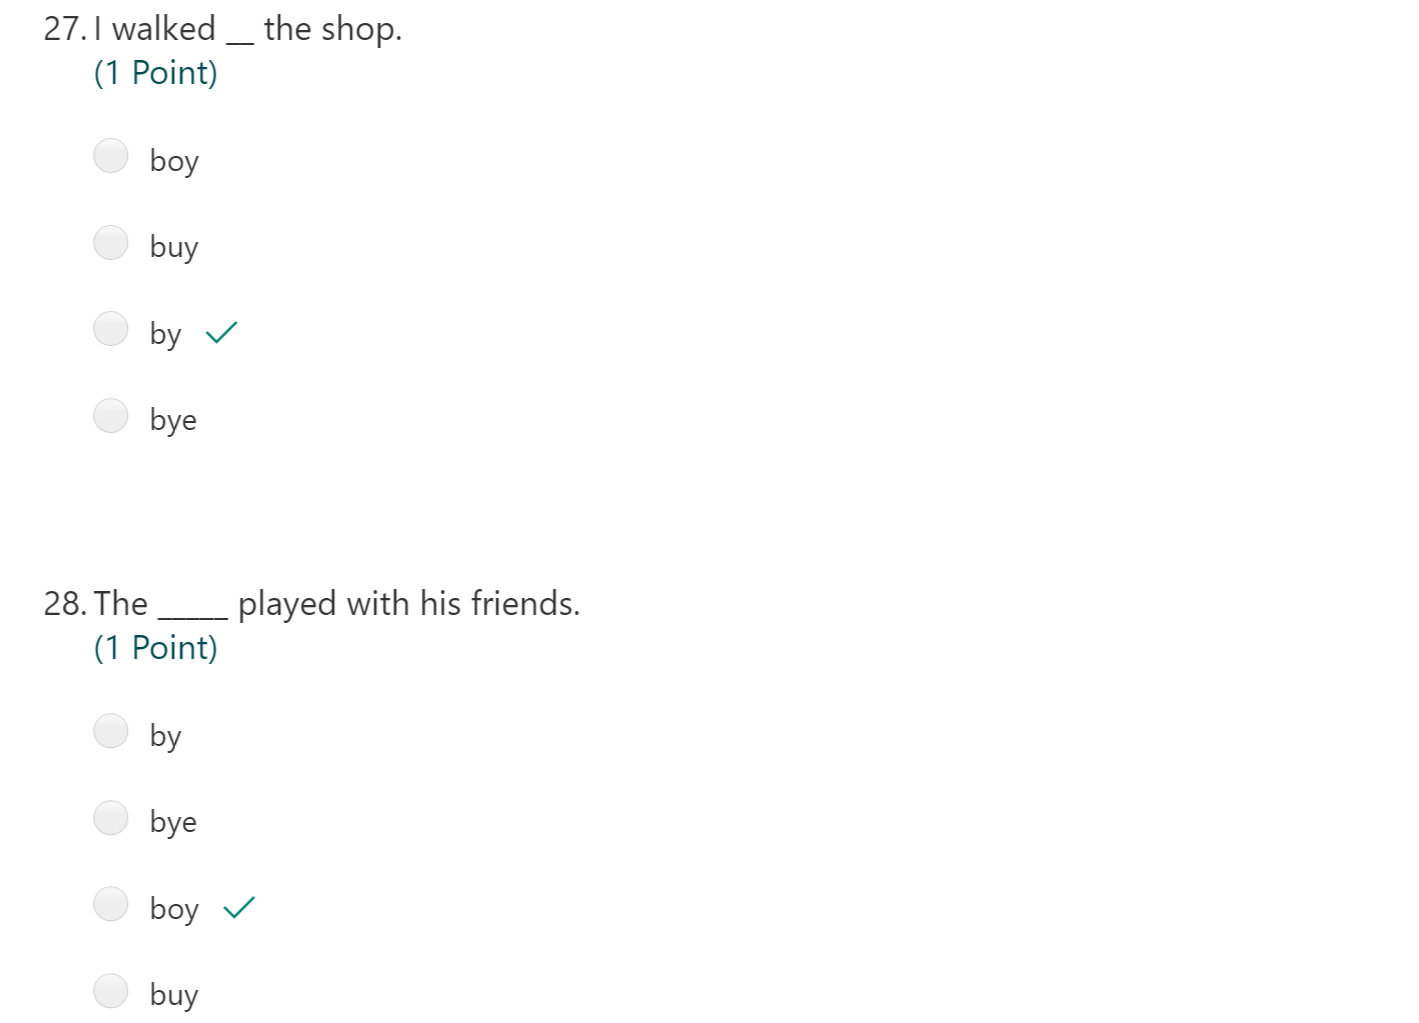 27. I walked __ the shop.
(1 Point)
boy
buy
by
bye
28. The _____ played with his friends.
(1 Point)
by
bye
boy
buy